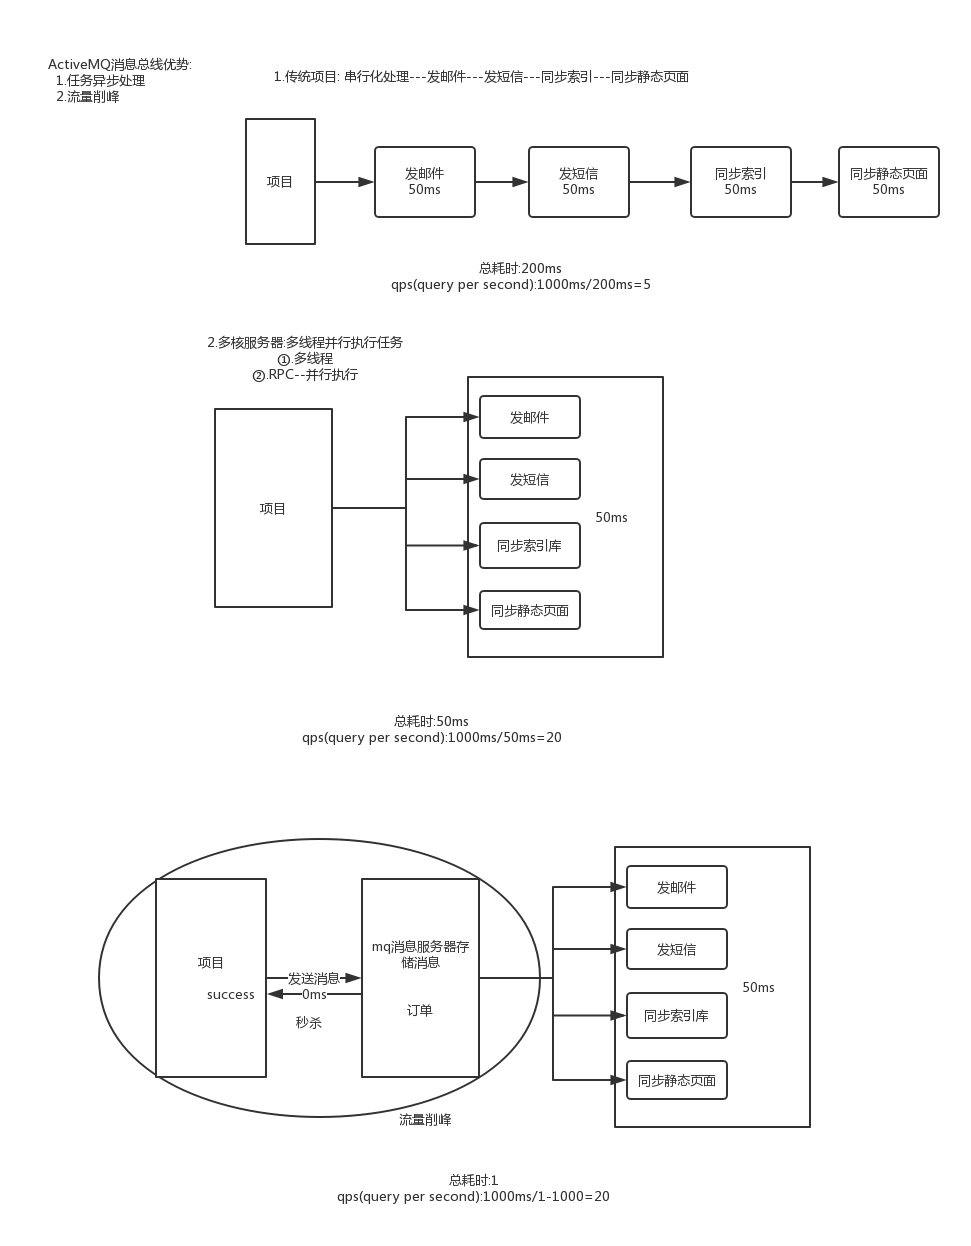 ActiveMQ消息总线优势:
1.任务异步处理
2.流量削峰
1.传统项目: 串行化处理---发邮件---发短信---同步索引---同步静态页面
项目
发邮件
50ms
发短信
50ms
同步索引
50ms
同步静态页面
50ms
总耗时:200ms
qps(query per second):1000ms/200ms=5
2.多核服务器:多线程并行执行任务
①.多线程
②.RPC--并行执行
项目
发邮件
发短信
同步索引库
同步静态页面
50ms
总耗时:50ms
qps(query per second):1000ms/50ms=20
项目
success
发送消息
0ms
秒杀
mq消息服务器存
储消息
订单
流量削峰
发邮件
发短信
同步索引库
同步静态页面
50ms
总耗时:1
qps(query per second):1000ms/1-1000=20